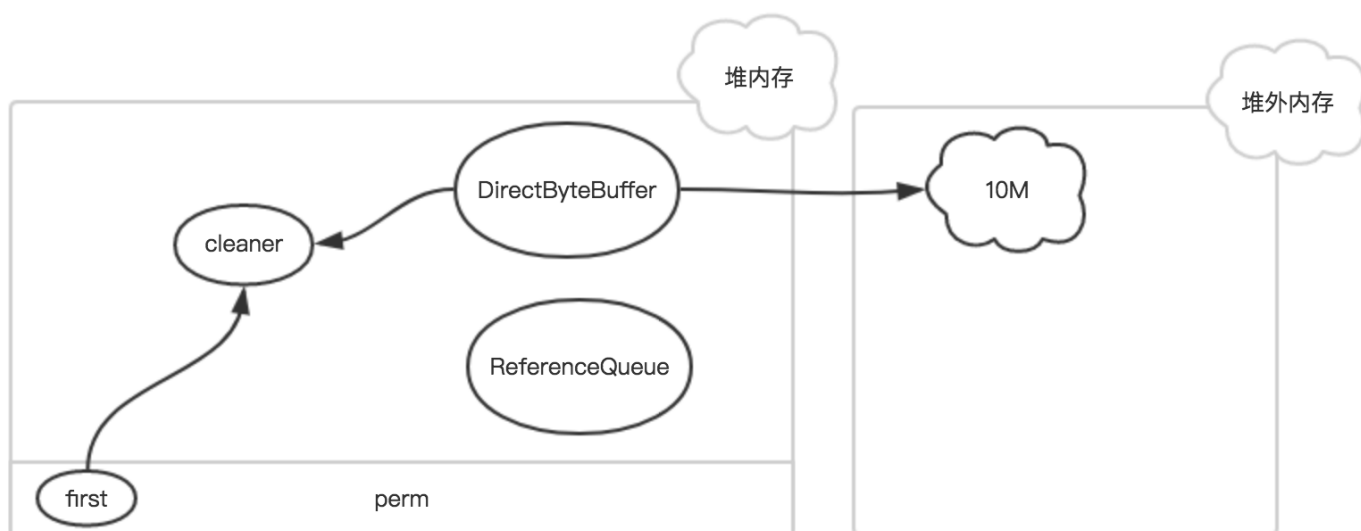 堆内存
堆外内存
DirectByteBuffer
10M
cleaner
ReferenceQueue
first
perm